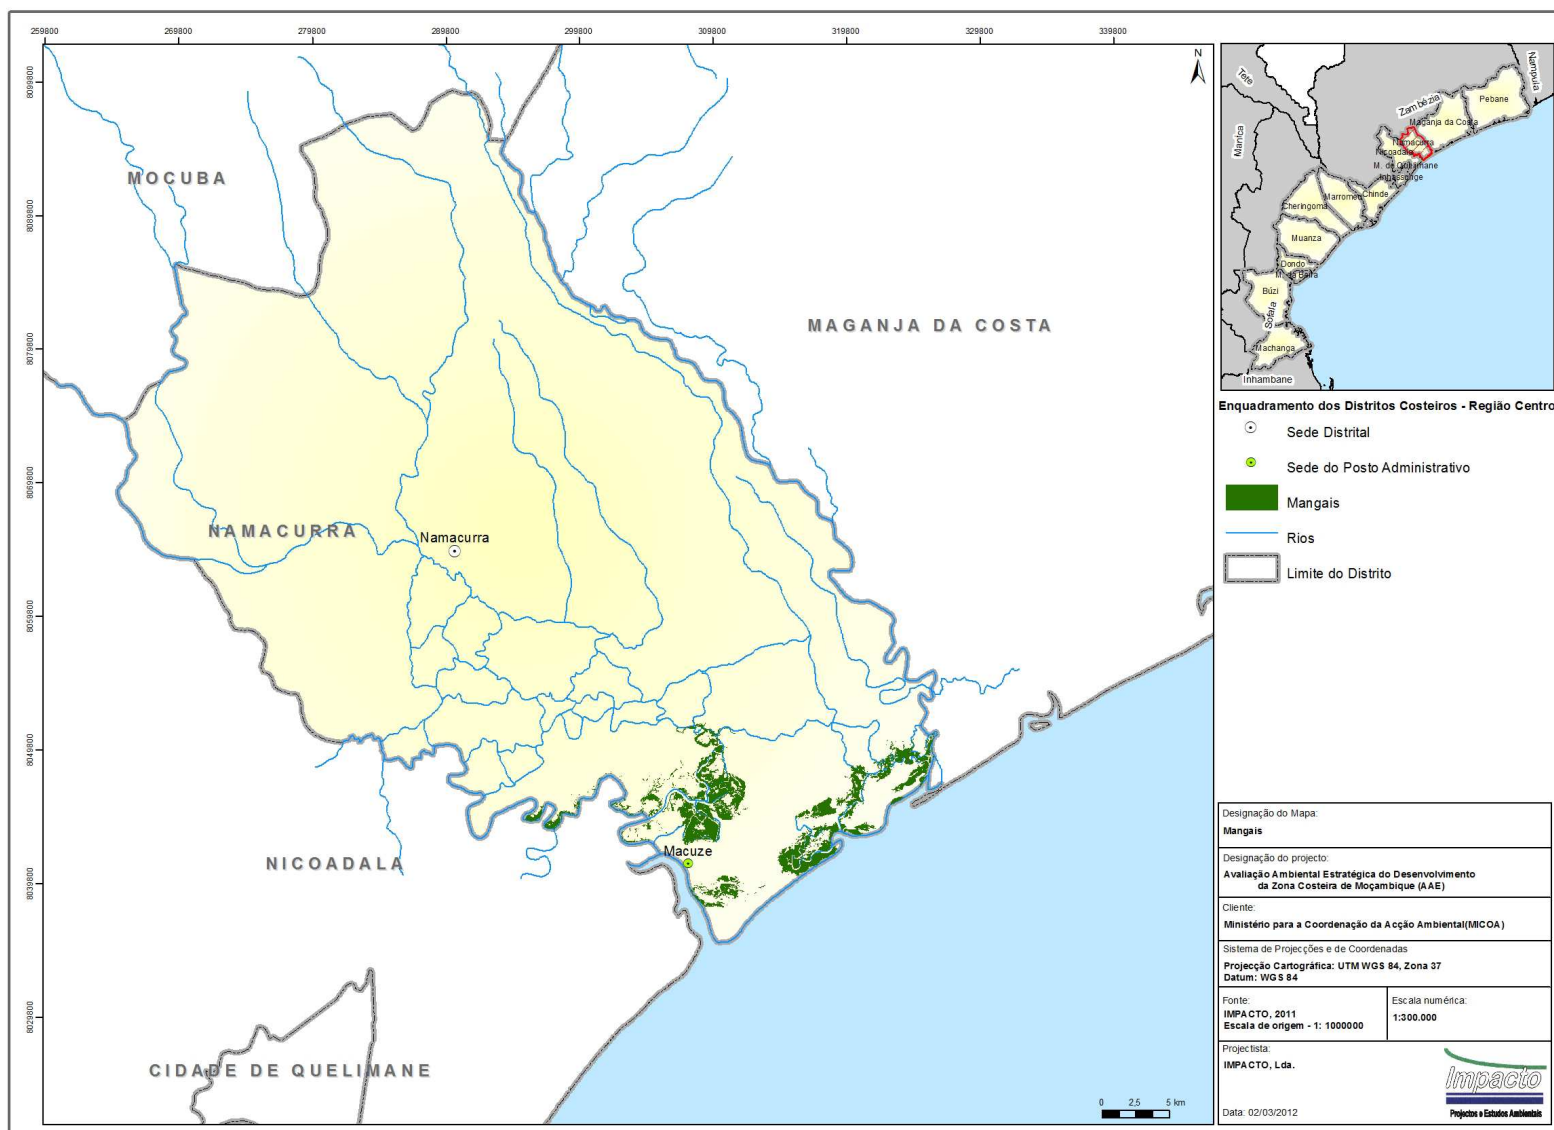 259800 269800 279800 289800 299800 309800 319800 329800 339800
8099800
8089800
8079800
8069800
8059800
8049800
8039800
8029800
N
MOCUBA
MAGANJA DA COSTA
NAMACURRA
Namacurra
Macuze
NICOADALA
CIDADE DE QUELIMANE
0 2,5 5 km
Tete
Nampula
Zambézia
Pebane
Maganja da Costa
Manica
Namacurra
Nicoadala
M. de Quelimane
Inhassunge
Chinde
Marromeu
Cheringoma
Muanza
Dondo
M. da Beira
Búzi
Sofala
Machanga
Inhambane
Enquadramento dos Distritos Costeiros - Região Centro
Sede Distrital
Sede do Posto Administrativo
Mangais
Rios
Limite do Distrito
Designação do Mapa:
Mangais
Designação do projecto:
Avaliação Ambiental Estratégica do Desenvolvimento
da Zona Costeira de Moçambique (AAE)
Cliente:
Ministério para a Coordenação da Acção Ambiental(MICOA)
Sistema de Projecções e de Coordenadas
Projecção Cartográfica: UTM WGS 84, Zona 37
Datum: WGS 84
Fonte:
IMPACTO, 2011
Escala de origem - 1: 1000000
Escala numérica:
1:300.000
Projectista:
IMPACTO, Lda.
Data: 02/03/2012
Impacto
Projectos e Estudos Ambientais